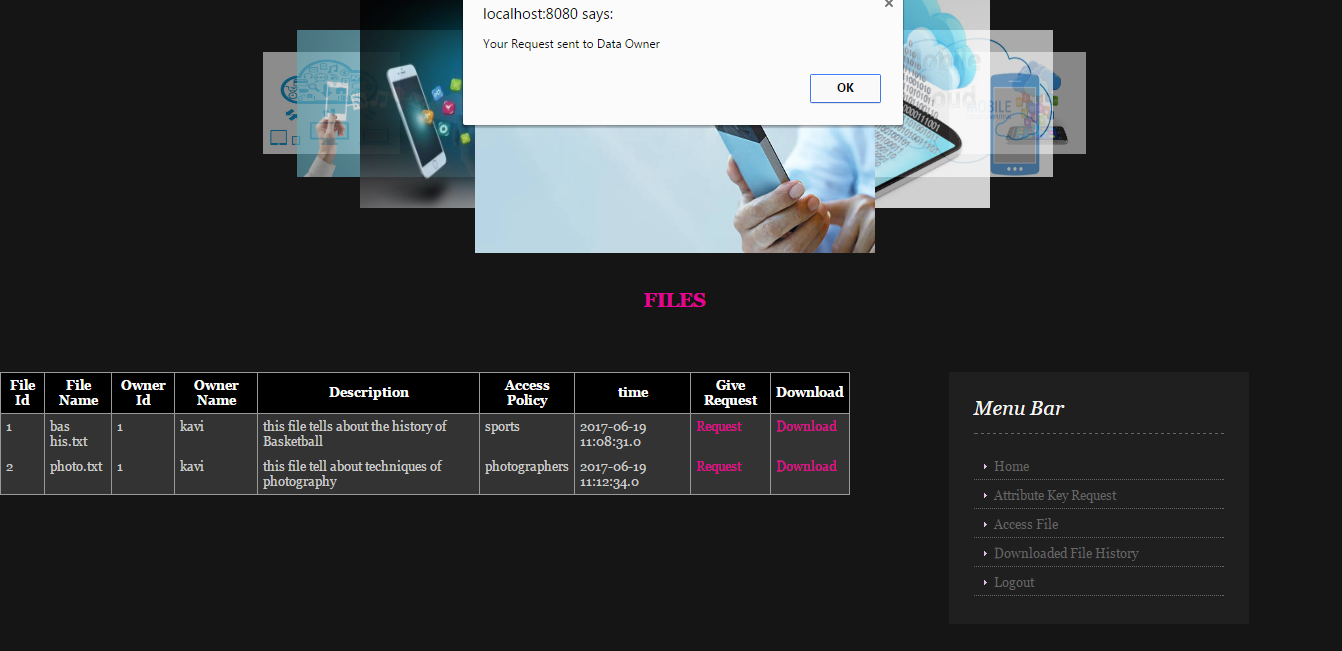 localhost:8080 says:
Your Request sent to Data Owner
OK
FILES
File Id File Name Owner Id Owner Name Description Access Policy time Give Request Download
1 bas his.txt 1 kavi this file tells about the history of Basketball sports 2017-06-19 11:08:31.0 Request Download
2 photo.txt 1 kavi this file tell about techniques of photography photographers 2017-06-19 11:12:34.0 Request Download
Menu Bar
Home
Attribute Key Request
Access File
Downloaded File History
Logout